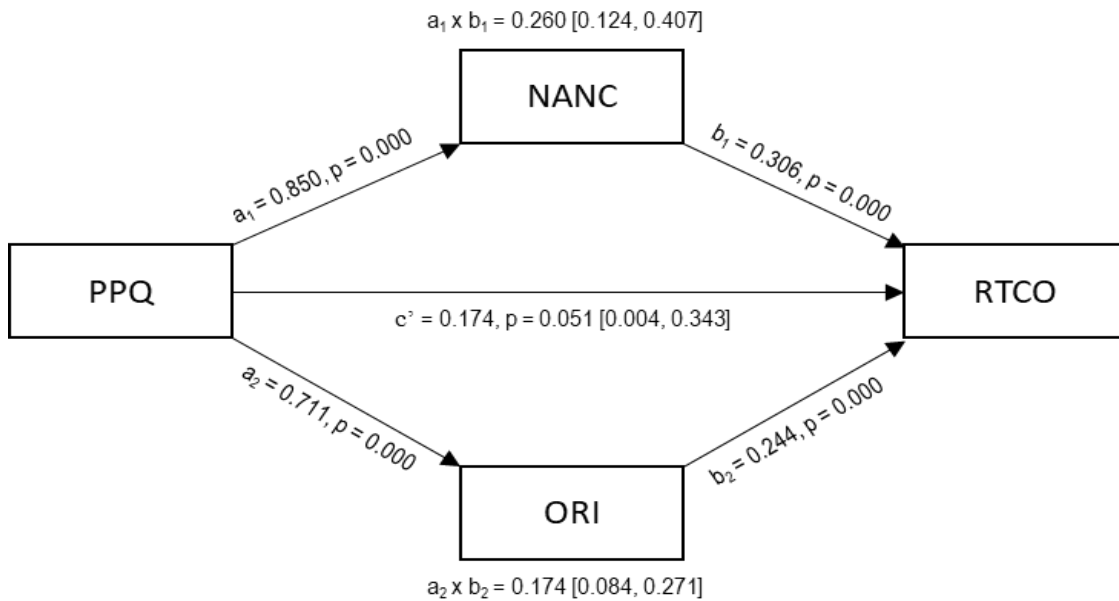 a₁ x b₁ = 0.260 [0.124, 0.407]
NANC
a₁ = 0.850, p = 0.000
b₁ = 0.306, p = 0.000
PPQ
RTCO
c’ = 0.174, p = 0.051 [0.004, 0.343]
a₂ = 0.711, p = 0.000
b₂ = 0.244, p = 0.000
ORI
a₂ x b₂ = 0.174 [0.084, 0.271]